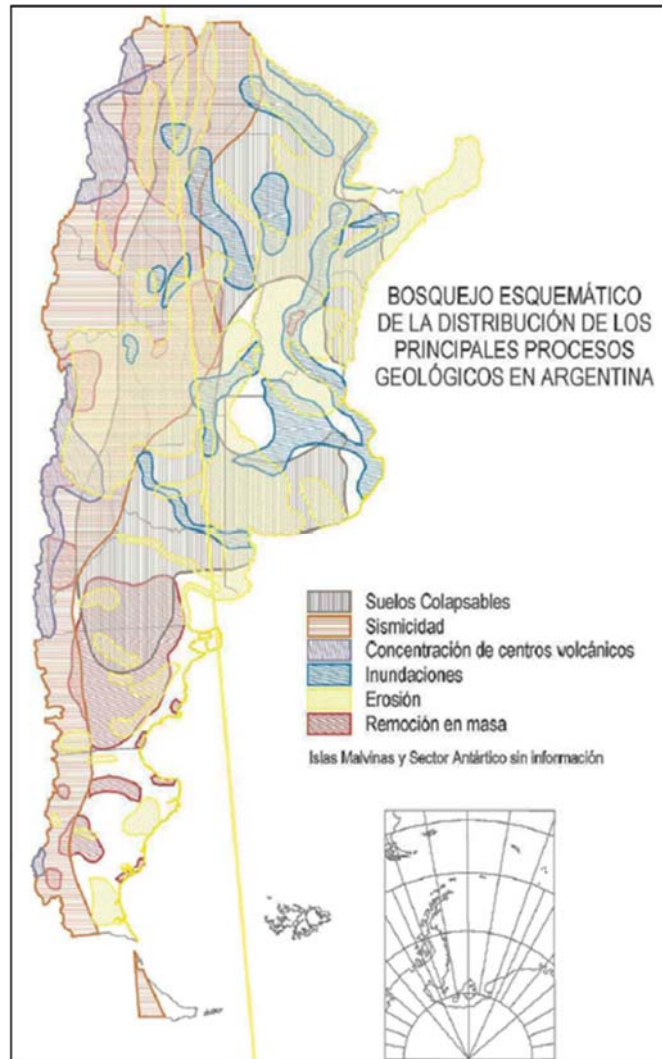 BOSQUEJO ESQUEMÁTICO
DE LA DISTRIBUCIÓN DE LOS
PRINCIPALES PROCESOS
GEOLÓGICOS EN ARGENTINA
Suelos Colapsables
Sismicidad
Concentración de centros volcánicos
Inundaciones
Erosión
Remoción en masa
Islas Malvinas y Sector Antártico sin información